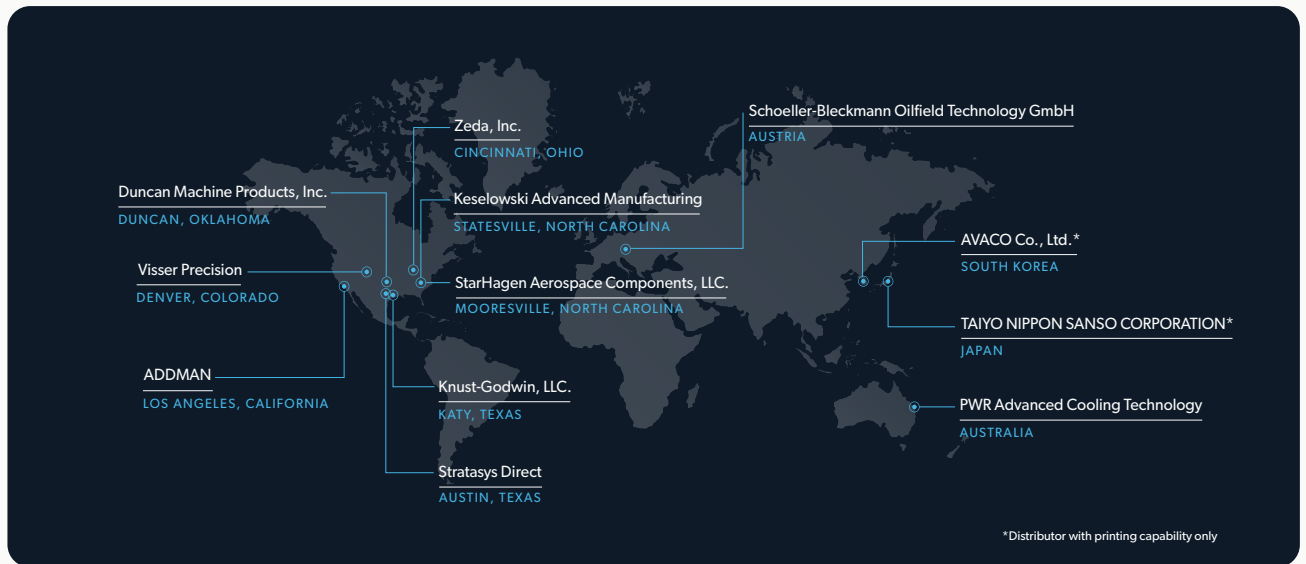 Zeda, Inc.
CINCINNATI, OHIO
Duncan Machine Products, Inc.
DUNCAN, OKLAHOMA
Keselowski Advanced Manufacturing
STATESVILLE, NORTH CAROLINA
Visser Precision
DENVER, COLORADO
StarHagen Aerospace Components, LLC.
MOORESVILLE, NORTH CAROLINA
ADDMAN
LOS ANGELES, CALIFORNIA
Knust-Godwin, LLC.
KATY, TEXAS
Stratasys Direct
AUSTIN, TEXAS
Schoeller-Bleckmann Oilfield Technology GmbH
AUSTRIA
AVACO Co., Ltd.*
SOUTH KOREA
TAIYO NIPPON SANSO CORPORATION*
JAPAN
PWR Advanced Cooling Technology
AUSTRALIA
*Distributor with printing capability only